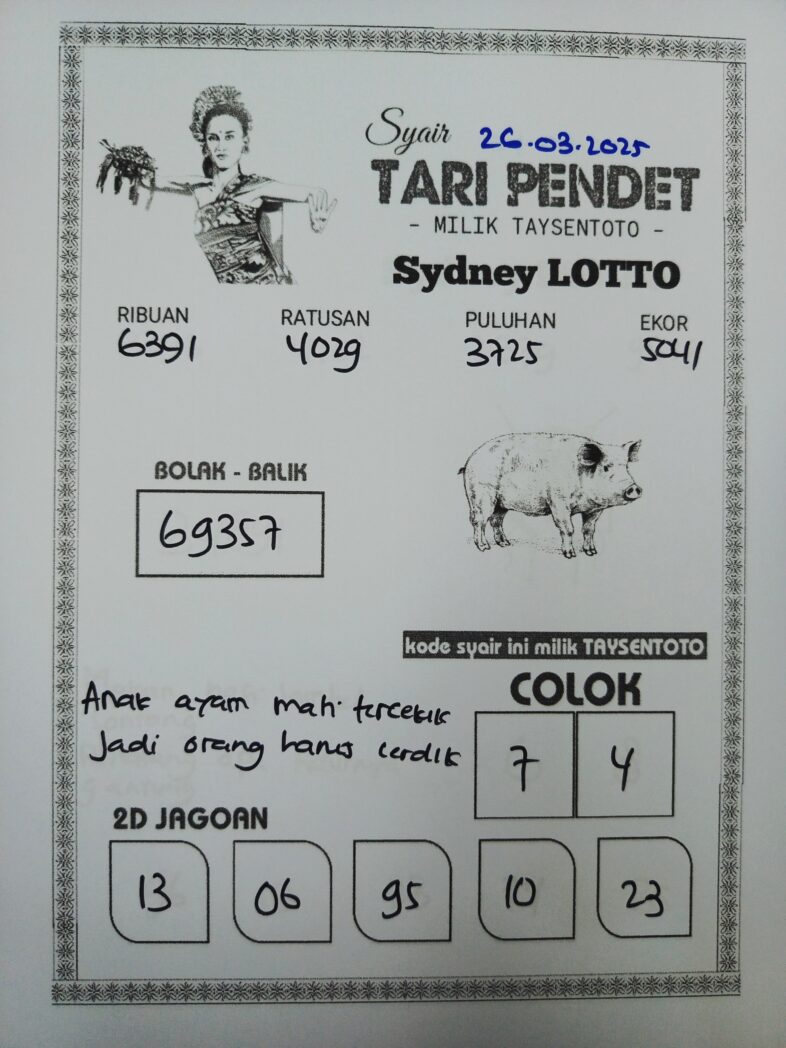 Syair 26.03.2025
TARI PENDET
- MILIK TAYSENTOTO -
Sydney LOTTO
RIBUAN RATUSAN PULUHAN EKOR
6391 4029 3725 5041
BOLAK - BALIK
69357
kode syair ini milik TAYSENTOTO
COLOK
7 4
Anak ayam mati tercekik
Jadi orang harus cerdik
2D JAGOAN
13 06 95 10 23